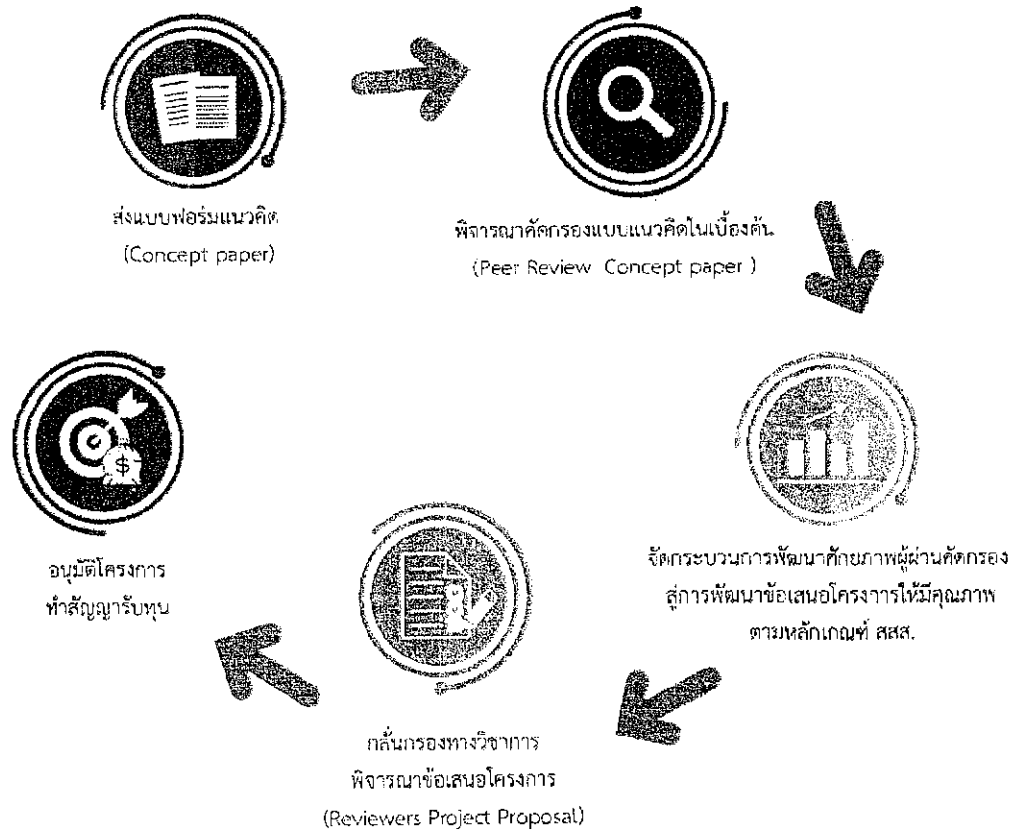 ส่งแบบฟอร์มแนวคิด
(Concept paper)
พิจารณาคัดกรองแบบแนวคิดในเบื้องต้น
(Peer Review Concept paper )
จัดกระบวนการพัฒนาศักยภาพผู้ผ่านคัดกรอง
สู่การพัฒนาข้อเสนอโครงการให้มีคุณภาพ
ตามหลักเกณฑ์ สสส.
กลั่นกรองทางวิชาการ
พิจารณาข้อเสนอโครงการ
(Reviewers Project Proposal)
อนุมัติโครงการ
ทำสัญญารับทุน
$